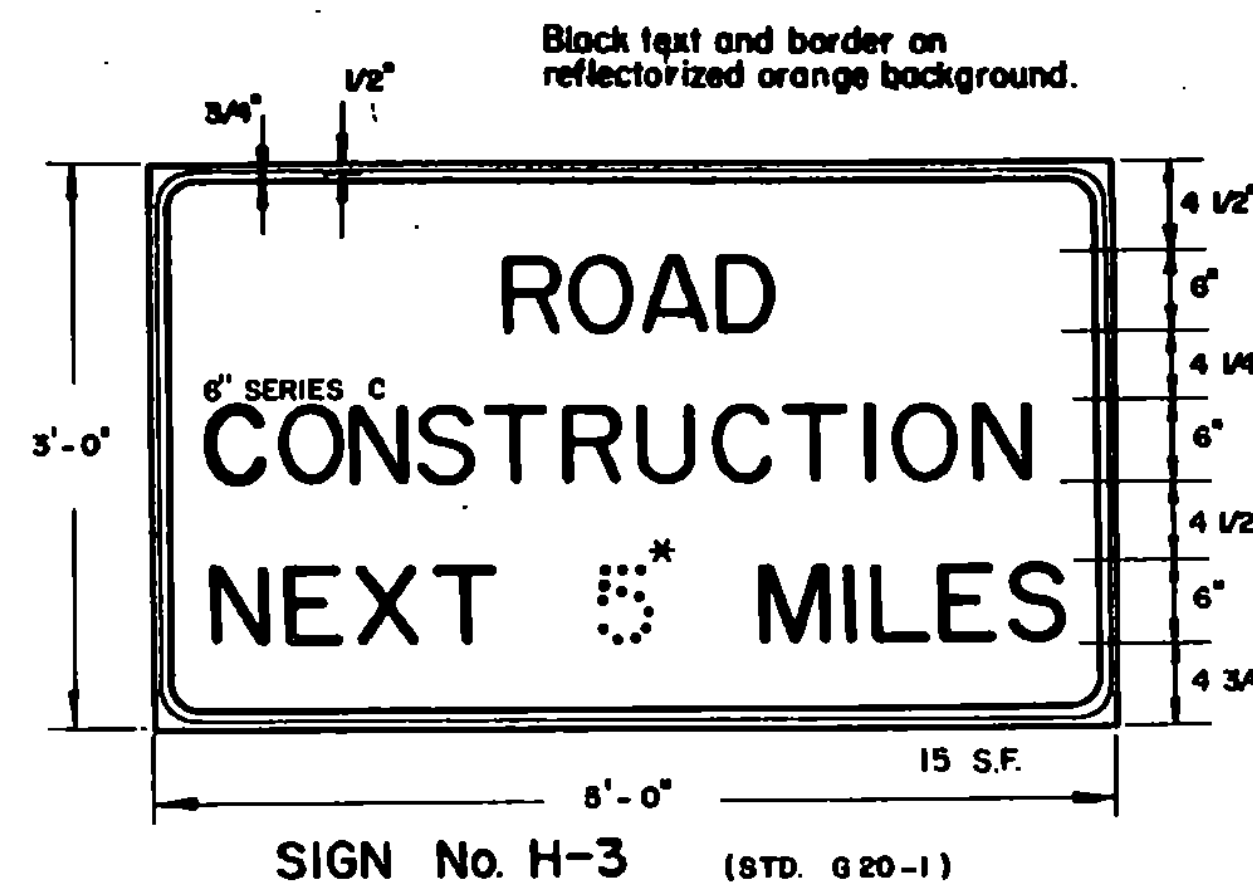 Black text and border on
reflectorized orange background.
3/4"
1/2"
4 1/2"
ROAD
6"
4 1/4
6" SERIES C
CONSTRUCTION
6"
3'-0"
4 1/2
NEXT 5* MILES
6"
4 3/4
15 S.F.
5'-0"
SIGN No. H-3 (STD. G20-1)